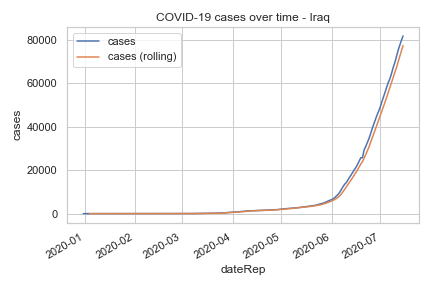 COVID-19 cases over time - Iraq
cases
cases (rolling)
80000
60000
40000
20000
0
cases
2020-01
2020-02
2020-03
2020-04
2020-05
2020-06
2020-07
dateRep